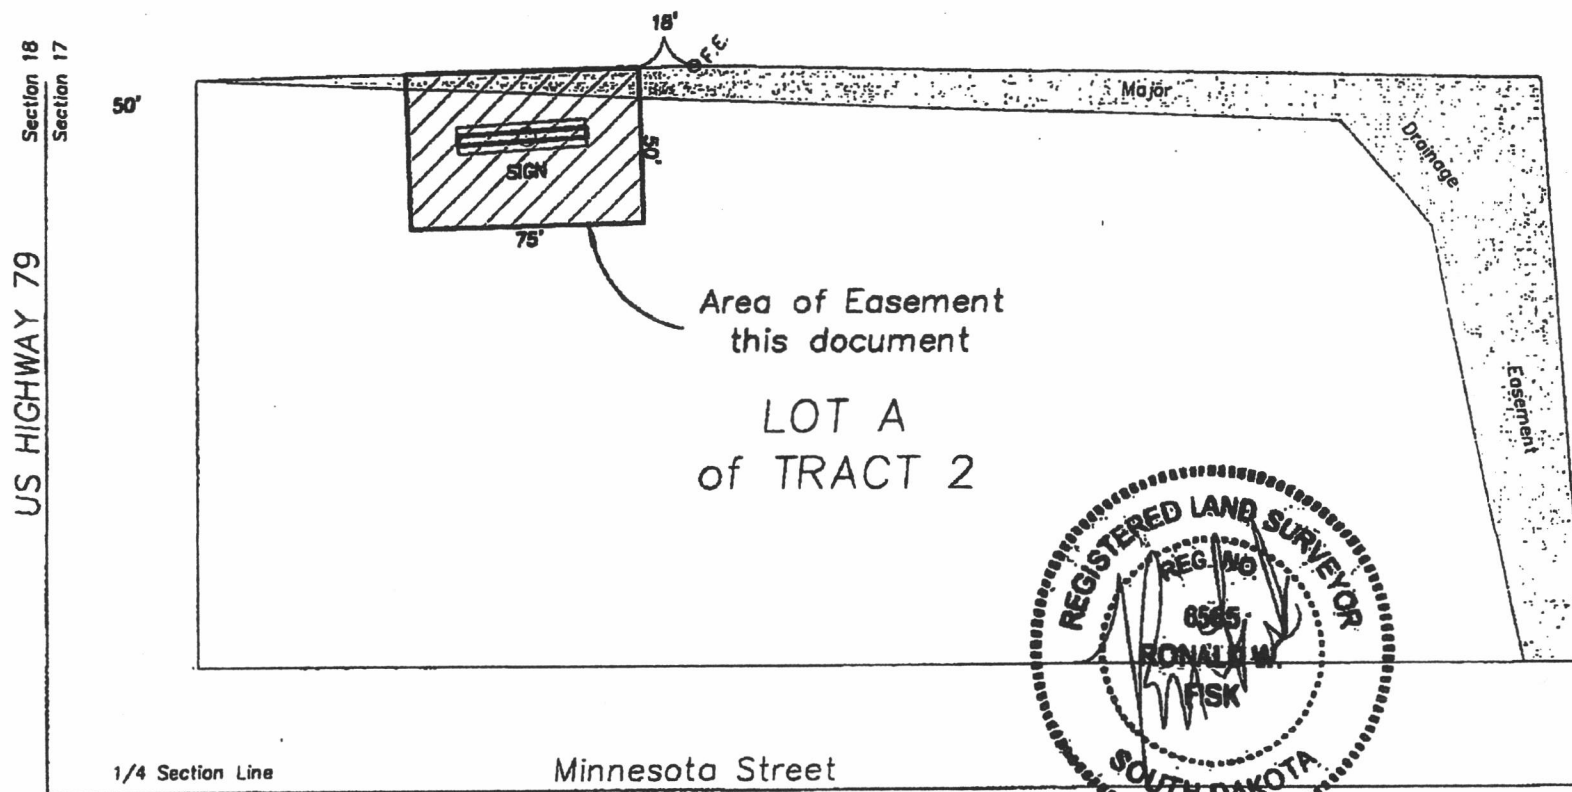 Section 18
Section 17
US HIGHWAY 79
50'
18'
F.E.
Major
Drainage
Easement
50'
SIGN
75'
Area of Easement
this document
LOT A
of TRACT 2
REGISTERED LAND SURVEYOR
REG. NO.
6565
RONALD W.
FISK
SOUTH DAKOTA
1/4 Section Line
Minnesota Street